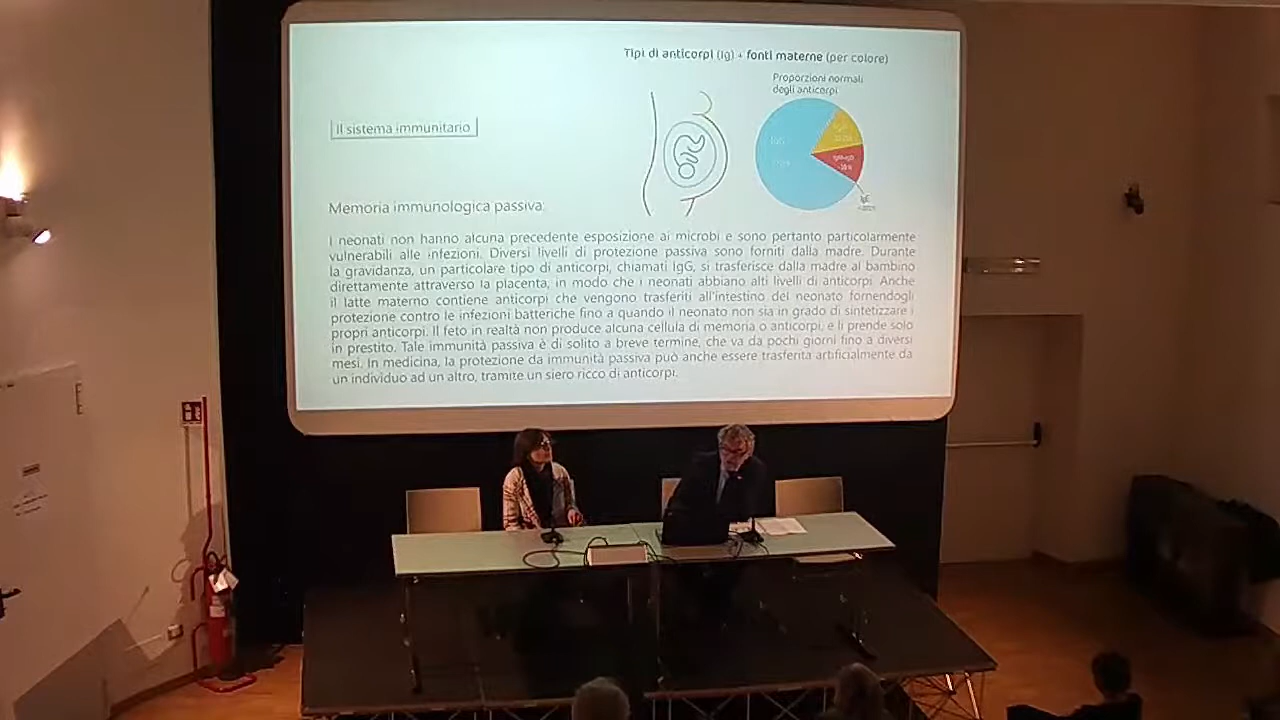 Tipi di anticorpi (Ig) + fonti materne (per colore)
Proporzioni normali
degli anticorpi
Il sistema immunitario
IgE
Memoria immunologica passiva:
I neonati non hanno alcuna precedente esposizione ai microbi e sono pertanto particolarmente
vulnerabili alle infezioni. Diversi livelli di protezione passiva sono forniti dalla madre. Durante
la gravidanza, un particolare tipo di anticorpi, chiamati IgG, si trasferisce dalla madre al bambino
direttamente attraverso la placenta, in modo che i neonati abbiano alti livelli di anticorpi. Anche
il latte materno contiene anticorpi che vengono trasferiti all'intestino del neonato fornendogli
protezione contro le infezioni batteriche fino a quando il neonato non sia in grado di sintetizzare i
propri anticorpi. Il feto in realtà non produce alcuna cellula di memoria o anticorpi, e li prende solo
in prestito. Tale immunità passiva è di solito a breve termine, che va da pochi giorni fino a diversi
mesi. In medicina, la protezione da immunità passiva può anche essere trasferita artificialmente da
un individuo ad un altro, tramite un siero ricco di anticorpi.